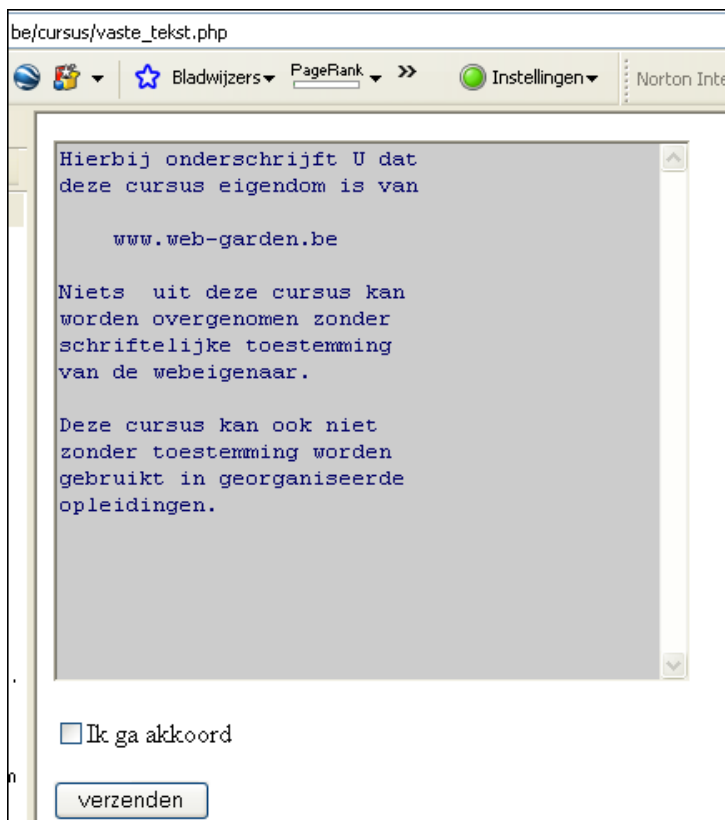 be/cursus/vaste_tekst.php
Bladwijzers PageRank » Instellingen Norton Inte
Hierbij onderschrijft U dat
deze cursus eigendom is van
www.web-garden.be
Niets  uit deze cursus kan
worden overgenomen zonder
schriftelijke toestemming
van de webeigenaar.
Deze cursus kan ook niet
zonder toestemming worden
gebruikt in georganiseerde
opleidingen.
Ik ga akkoord
verzenden